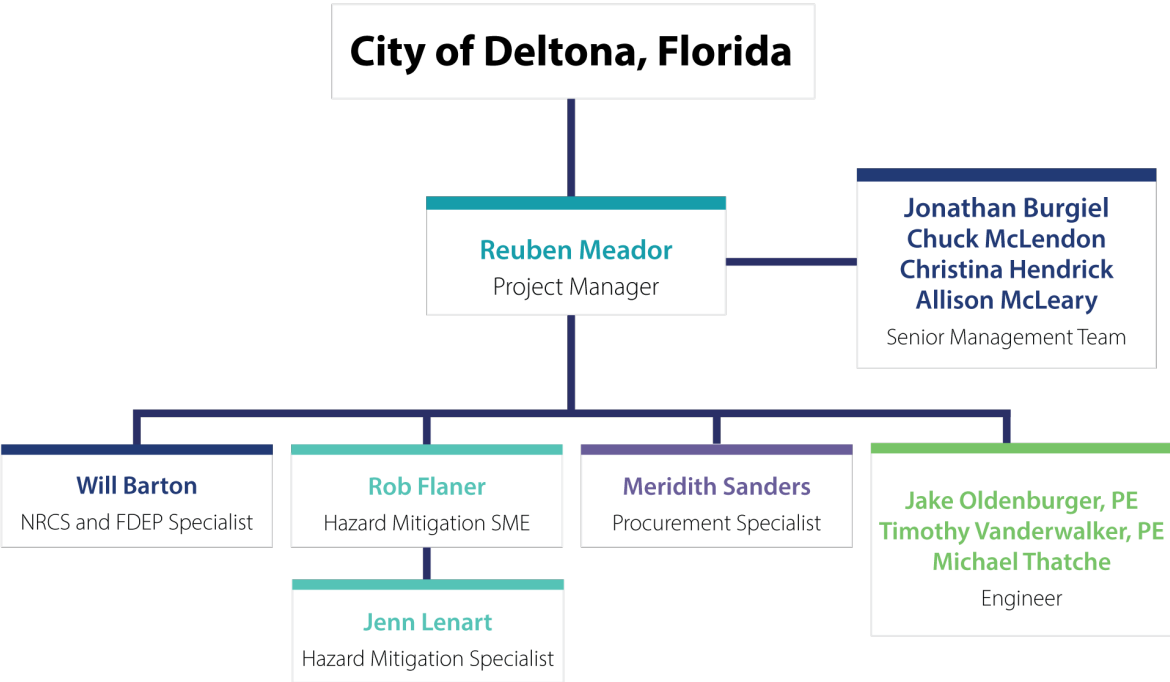 City of Deltona, Florida
Reuben Meador
Project Manager
Jonathan Burgiel
Chuck McLendon
Christina Hendrick
Allison McLeary
Senior Management Team
Will Barton
NRCS and FDEP Specialist
Rob Flaner
Hazard Mitigation SME
Jenn Lenart
Hazard Mitigation Specialist
Meridith Sanders
Procurement Specialist
Jake Oldenburger, PE
Timothy Vanderwalker, PE
Michael Thatche
Engineer